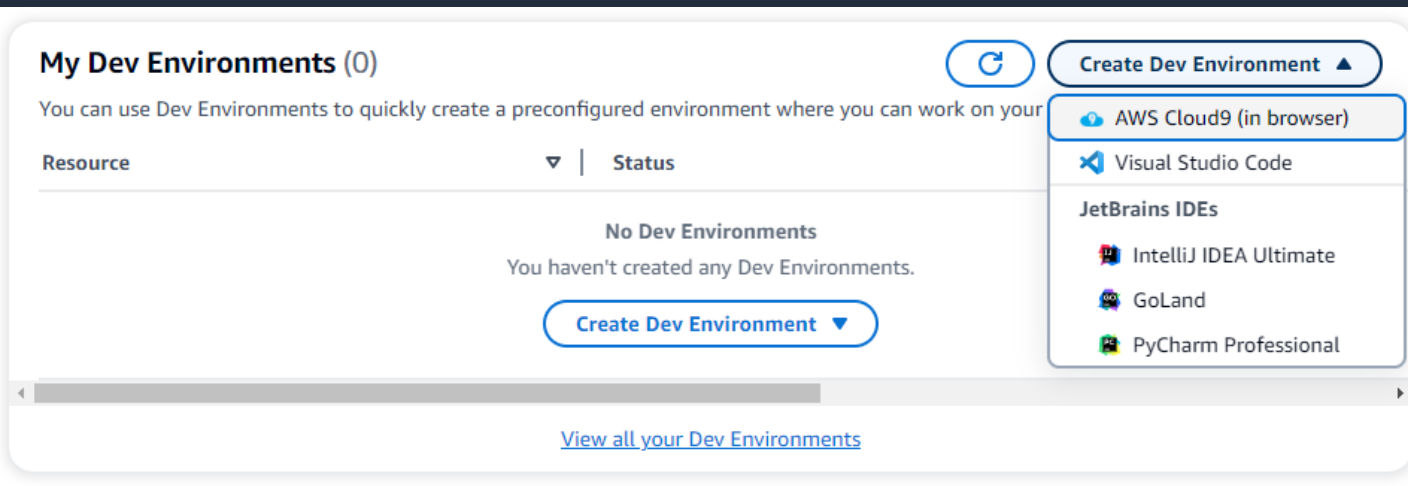 My Dev Environments (0)
Create Dev Environment
You can use Dev Environments to quickly create a preconfigured environment where you can work on your
AWS Cloud9 (in browser)
Resource
Status
Visual Studio Code
JetBrains IDEs
IntelliJ IDEA Ultimate
GoLand
PyCharm Professional
No Dev Environments
You haven't created any Dev Environments.
Create Dev Environment
View all your Dev Environments